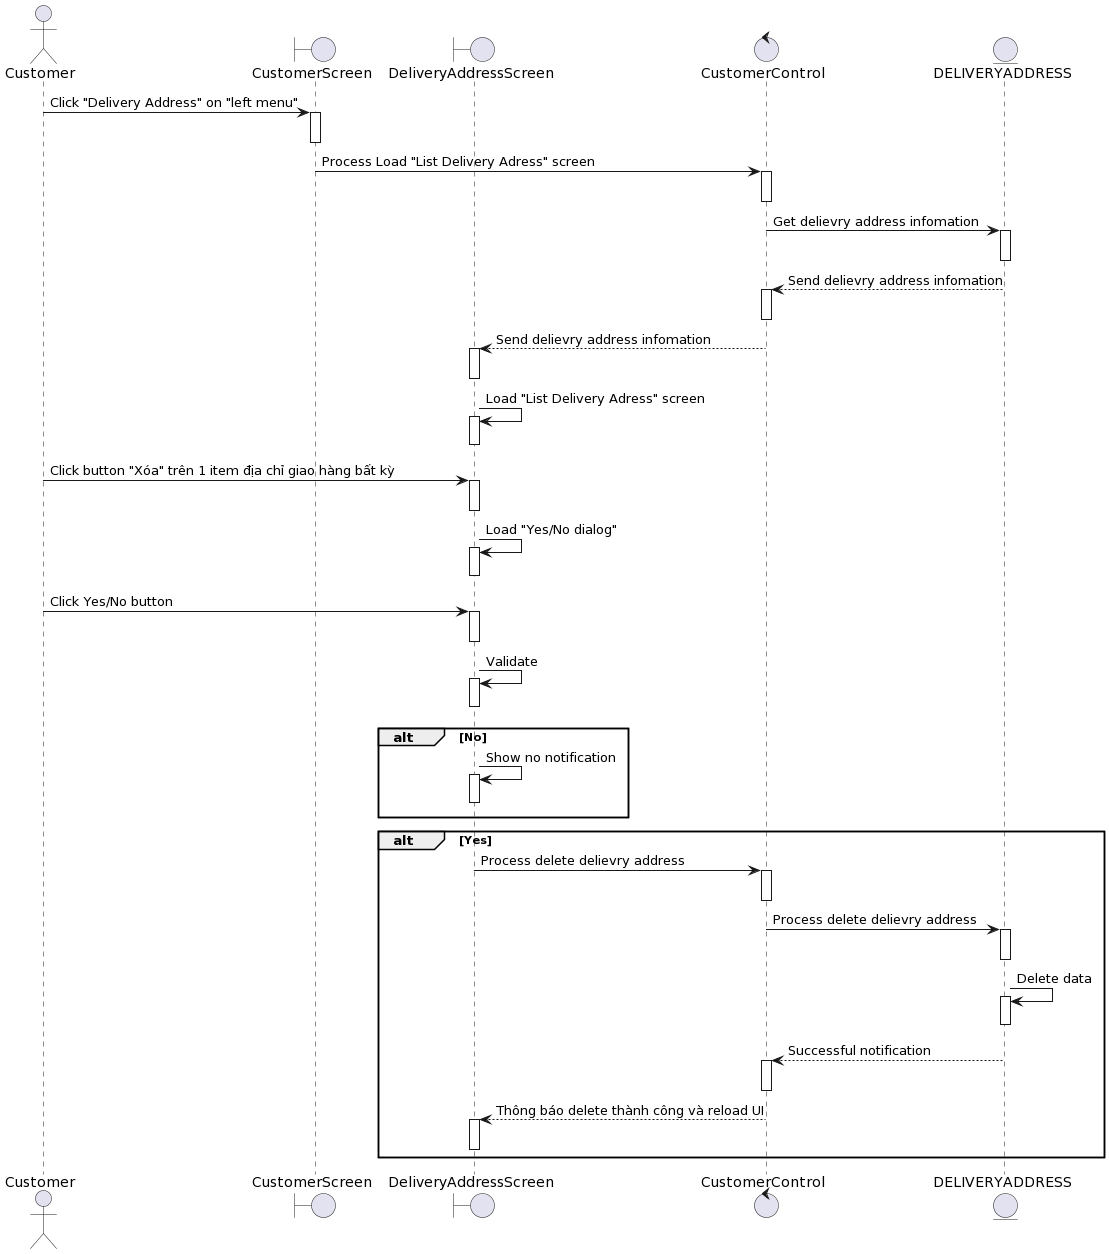 Customer
CustomerScreen
DeliveryAddressScreen
CustomerControl
DELIVERYADDRESS
Click "Delivery Address" on "left menu"
Process Load "List Delivery Adress" screen
Get delievry address infomation
Send delievry address infomation
Send delievry address infomation
Load "List Delivery Adress" screen
Click button "Xóa" trên 1 item địa chỉ giao hàng bất kỳ
Load "Yes/No dialog"
Click Yes/No button
Validate
alt [No]
Show no notification
alt [Yes]
Process delete delievry address
Process delete delievry address
Delete data
Successful notification
Thông báo delete thành công và reload UI
Customer
CustomerScreen
DeliveryAddressScreen
CustomerControl
DELIVERYADDRESS